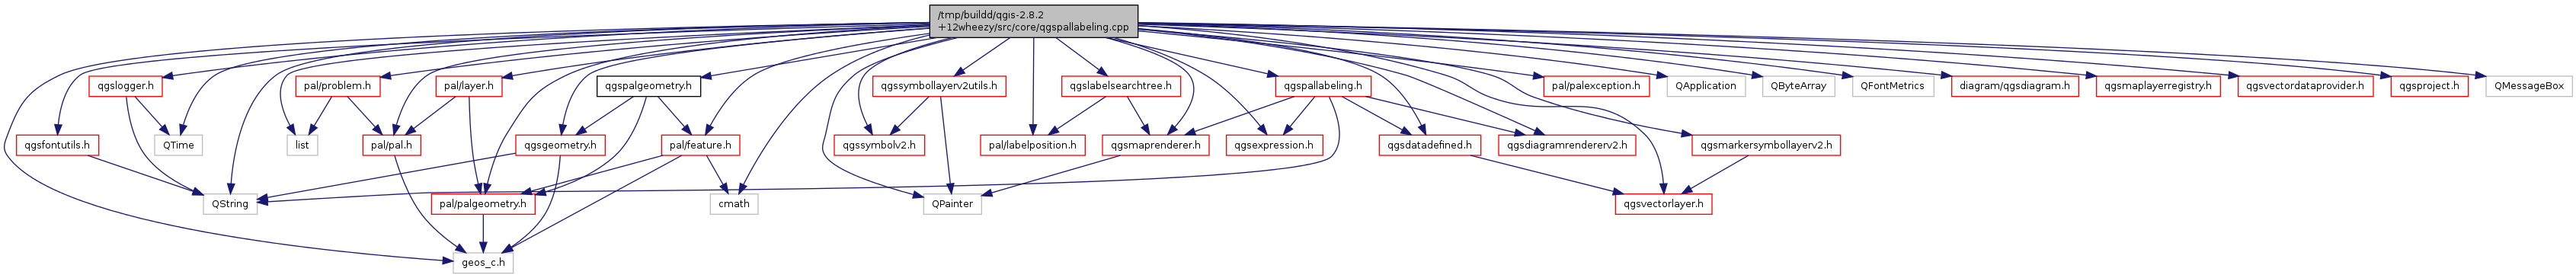 /tmp/buildd/qgis-2.8.2
+12wheezy/src/core/qgspallabeling.cpp
qgslogger.h
pal/problem.h
pal/layer.h
qgspalgeometry.h
qgssymbollayerv2utils.h
qgslabelsearchtree.h
qgspallabeling.h
pal/palexception.h
QApplication
QByteArray
QFontMetrics
diagram/qgsdiagram.h
qgsmaplayerregistry.h
qgsvectordataprovider.h
qgsproject.h
QMessageBox
qgsfontutils.h
QTime
list
pal/pal.h
qgsgeometry.h
pal/feature.h
qgssymbolv2.h
pal/labelposition.h
qgsmaprenderer.h
qgsexpression.h
qgsdatadefined.h
qgsdiagramrendererv2.h
qgsmarkersymbollayerv2.h
QString
pal/palgeometry.h
cmath
QPainter
qgsvectorlayer.h
geos_c.h